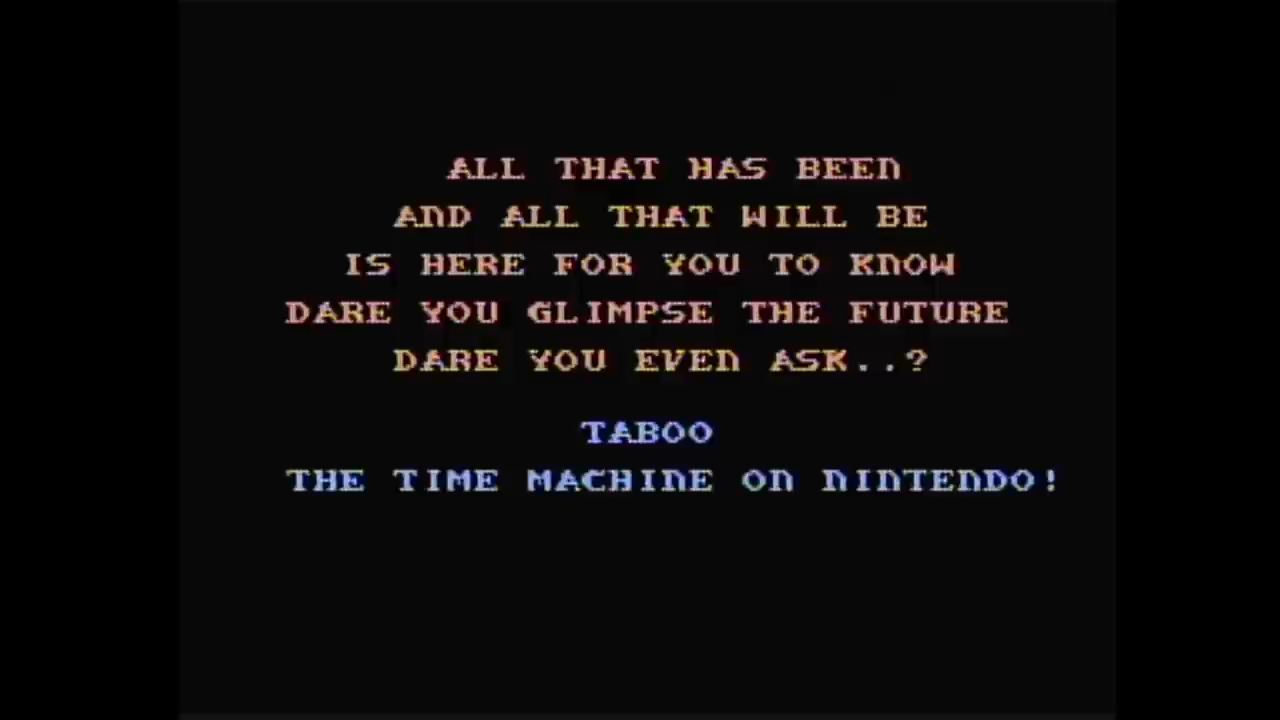 ALL THAT HAS BEEN
AND ALL THAT WILL BE
IS HERE FOR YOU TO KNOW
DARE YOU GLIMPSE THE FUTURE
DARE YOU EVEN ASK..?
TABOO
THE TIME MACHINE ON NINTENDO!